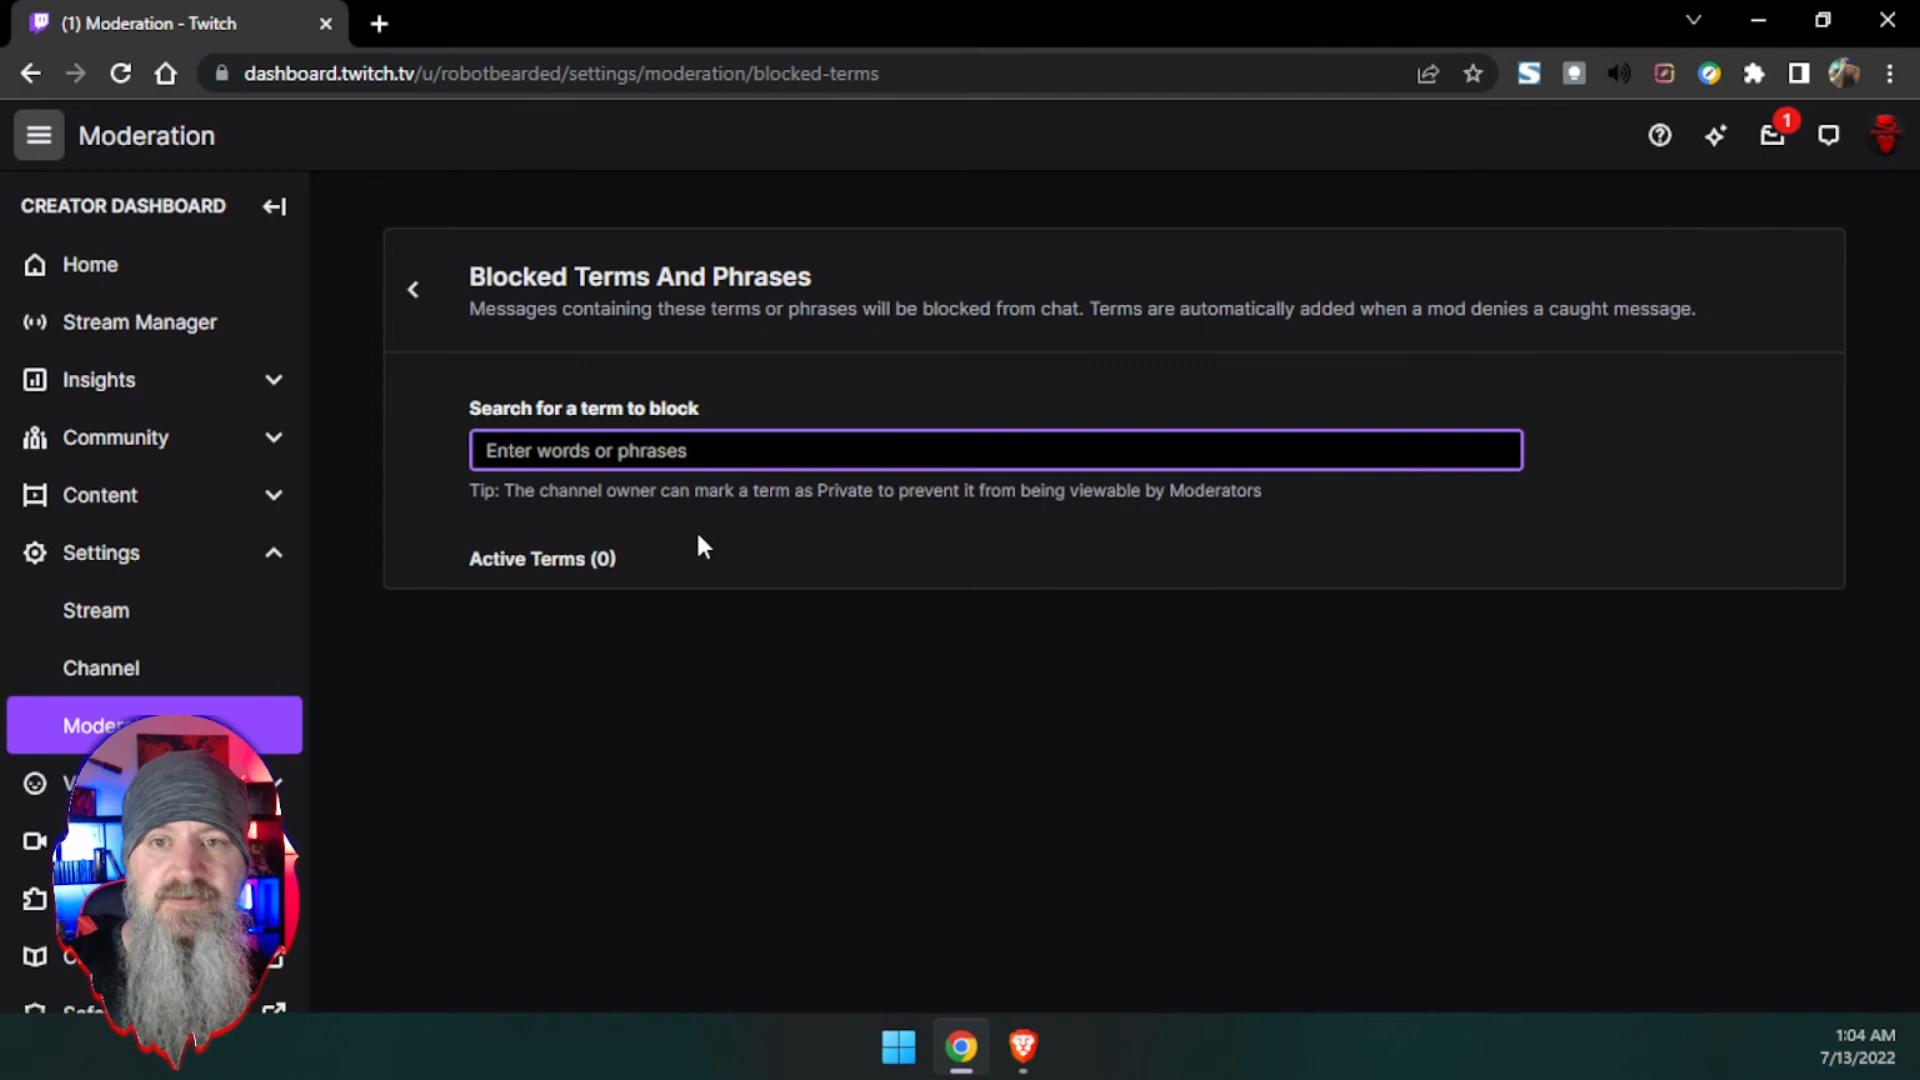 (1) Moderation - Twitch
dashboard.twitch.tv/u/robotbearded/settings/moderation/blocked-terms
Moderation
1
CREATOR DASHBOARD
Home
Stream Manager
Insights
Community
Content
Settings
Stream
Channel
Blocked Terms And Phrases
Messages containing these terms or phrases will be blocked from chat. Terms are automatically added when a mod denies a caught message.
Search for a term to block
Enter words or phrases
Tip: The channel owner can mark a term as Private to prevent it from being viewable by Moderators
Active Terms (0)
1:04 AM
7/13/2022